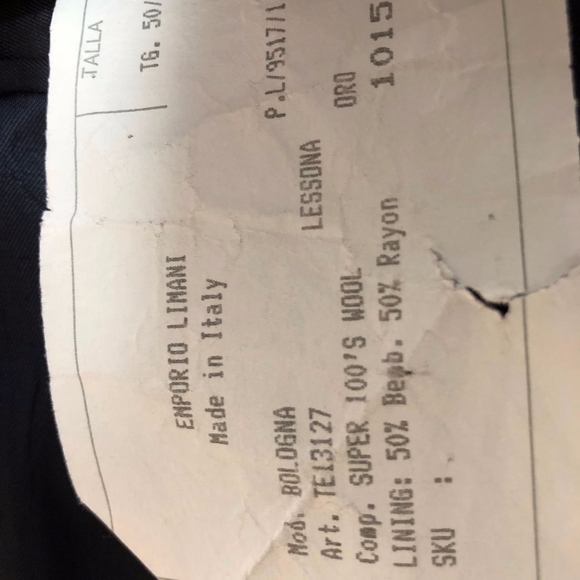 TALLA
TG. 50/
EMPORIO LIMANI
Made in Italy
P.L/9517/1
Mod. BOLOGNA LESSONA
Art. TE13127 ORO
Comp. SUPER 100'S WOOL 1015
LINING: 50% Bemb. 50% Rayon
SKU :